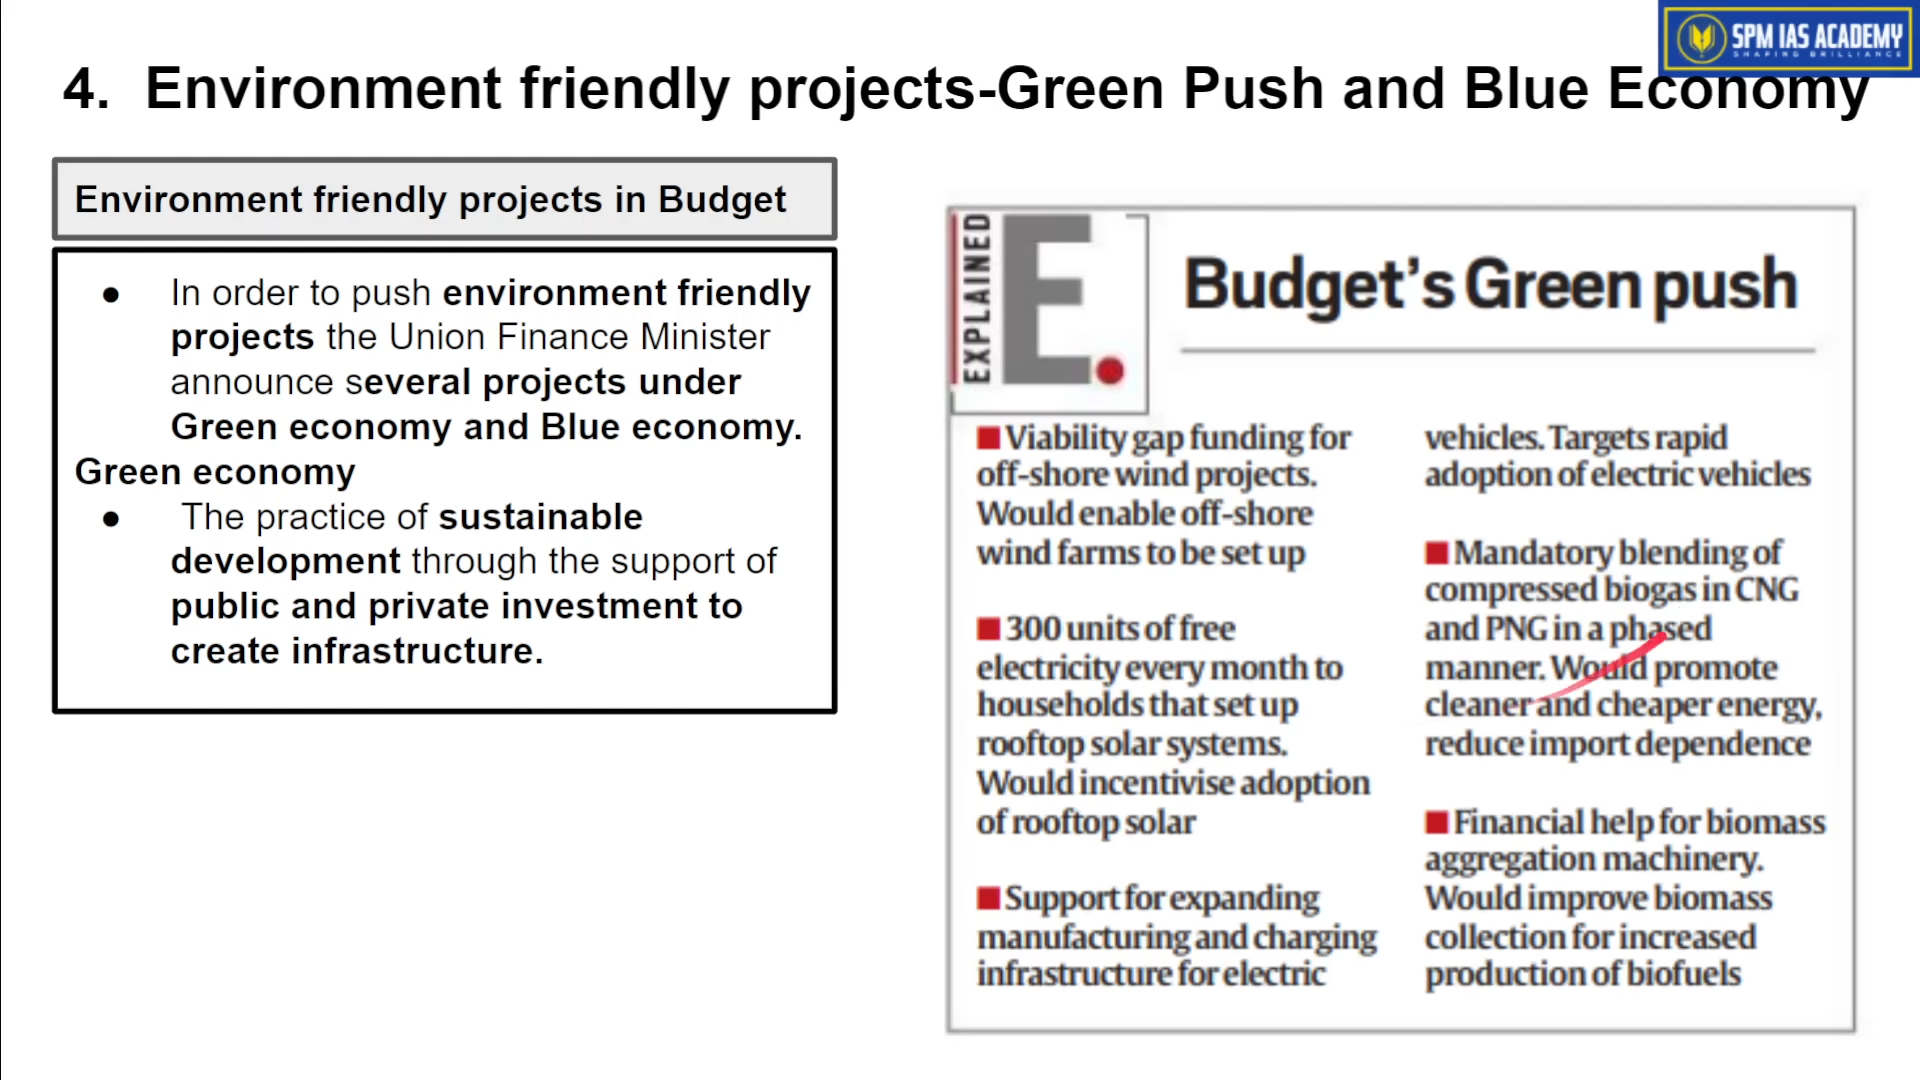 SPM IAS ACADEMY
SHAPING BRILLIANCE
4. Environment friendly projects-Green Push and Blue Economy
Environment friendly projects in Budget
● In order to push environment friendly
projects the Union Finance Minister
announce several projects under
Green economy and Blue economy.
Green economy
● The practice of sustainable
development through the support of
public and private investment to
create infrastructure.
EXPLAINED
E.
Budget's Green push
■ Viability gap funding for
off-shore wind projects.
Would enable off-shore
wind farms to be set up
■ 300 units of free
electricity every month to
households that set up
rooftop solar systems.
Would incentivise adoption
of rooftop solar
■ Support for expanding
manufacturing and charging
infrastructure for electric
vehicles. Targets rapid
adoption of electric vehicles
■ Mandatory blending of
compressed biogas in CNG
and PNG in a phased
manner. Would promote
cleaner and cheaper energy,
reduce import dependence
■ Financial help for biomass
aggregation machinery.
Would improve biomass
collection for increased
production of biofuels